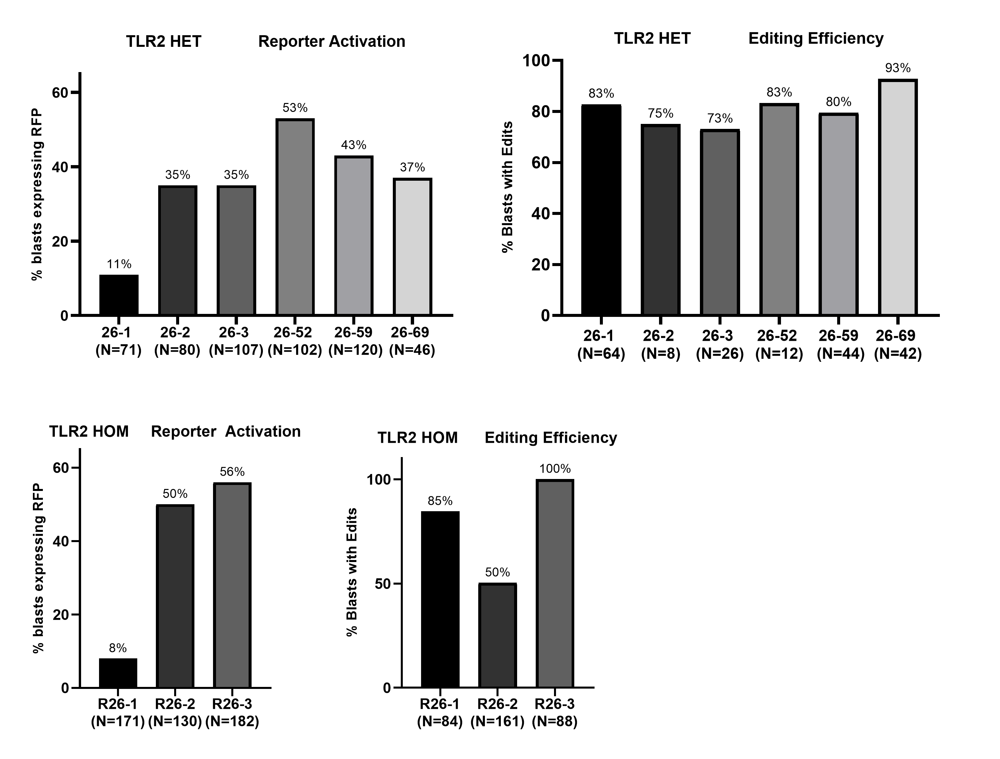 TLR2 HET Reporter Activation
% blasts expressing RFP
60
40
20
0
11%
35%
35%
53%
43%
37%
26-1 26-2 26-3 26-52 26-59 26-69
(N=71) (N=80) (N=107) (N=102) (N=120) (N=46)
TLR2 HET Editing Efficiency
% Blasts with Edits
100
80
60
40
20
0
83%
75%
73%
83%
80%
93%
26-1 26-2 26-3 26-52 26-59 26-69
(N=64) (N=8) (N=26) (N=12) (N=44) (N=42)
TLR2 HOM Reporter Activation
% blasts expressing RFP
60
40
20
0
8%
50%
56%
R26-1 R26-2 R26-3
(N=171) (N=130) (N=182)
TLR2 HOM Editing Efficiency
% Blasts with Edits
100
50
0
85%
50%
100%
R26-1 R26-2 R26-3
(N=84) (N=161) (N=88)